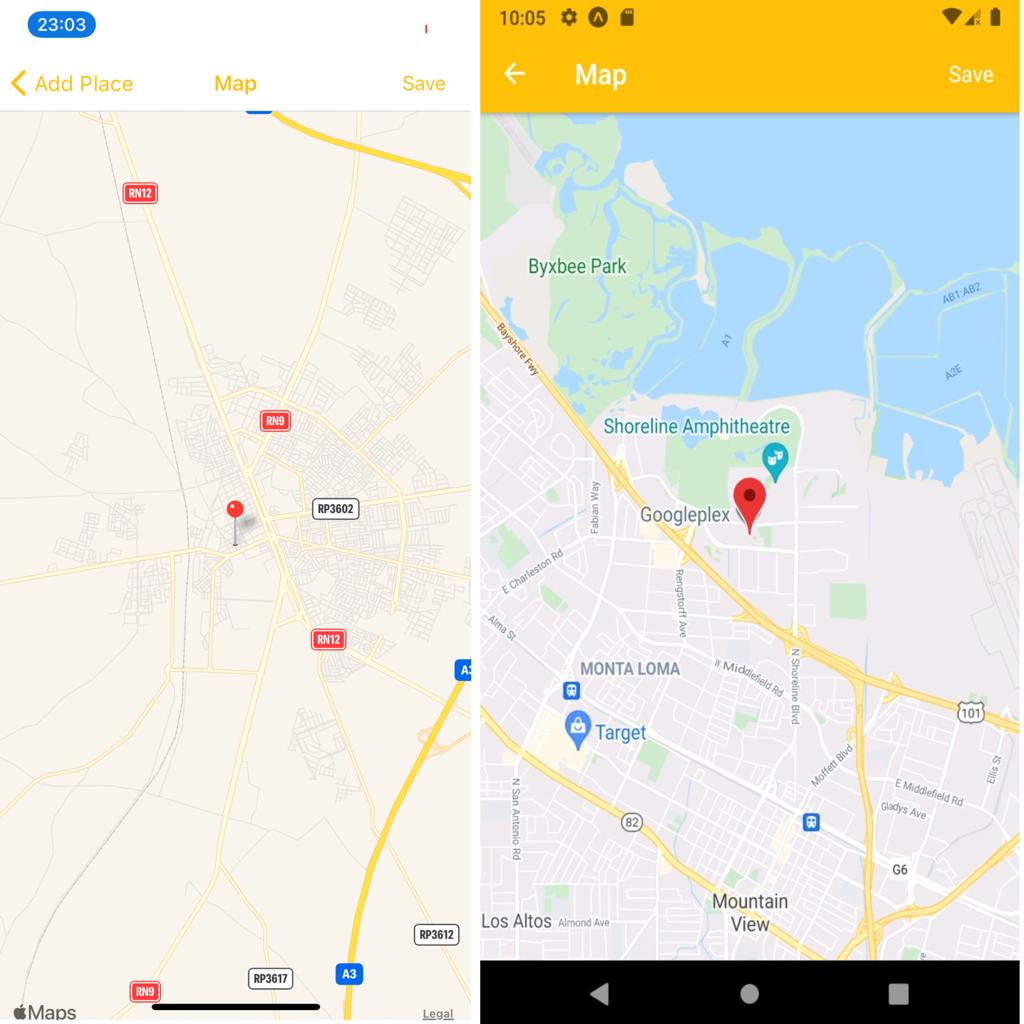 23:03
Add Place
Map
Save
RN12
RN9
RP3602
RN12
A3
RP3612
RP3617
A3
RN9
Maps
Legal
10:05
Map
Save
Byxbee Park
Bayshore Fwy
A1
AB1:AB2
A2E
Shoreline Amphitheatre
Googleplex
Fabian Way
E Charleston Rd
Rengstorff Ave
Alma St
MONTA LOMA
W Middlefield Rd
N Shoreline Blvd
101
Target
Moffett Blvd
Ellis St
E Middlefield Rd
Gladys Ave
N San Antonio Rd
82
G6
Mountain
View
Los Altos
Almond Ave